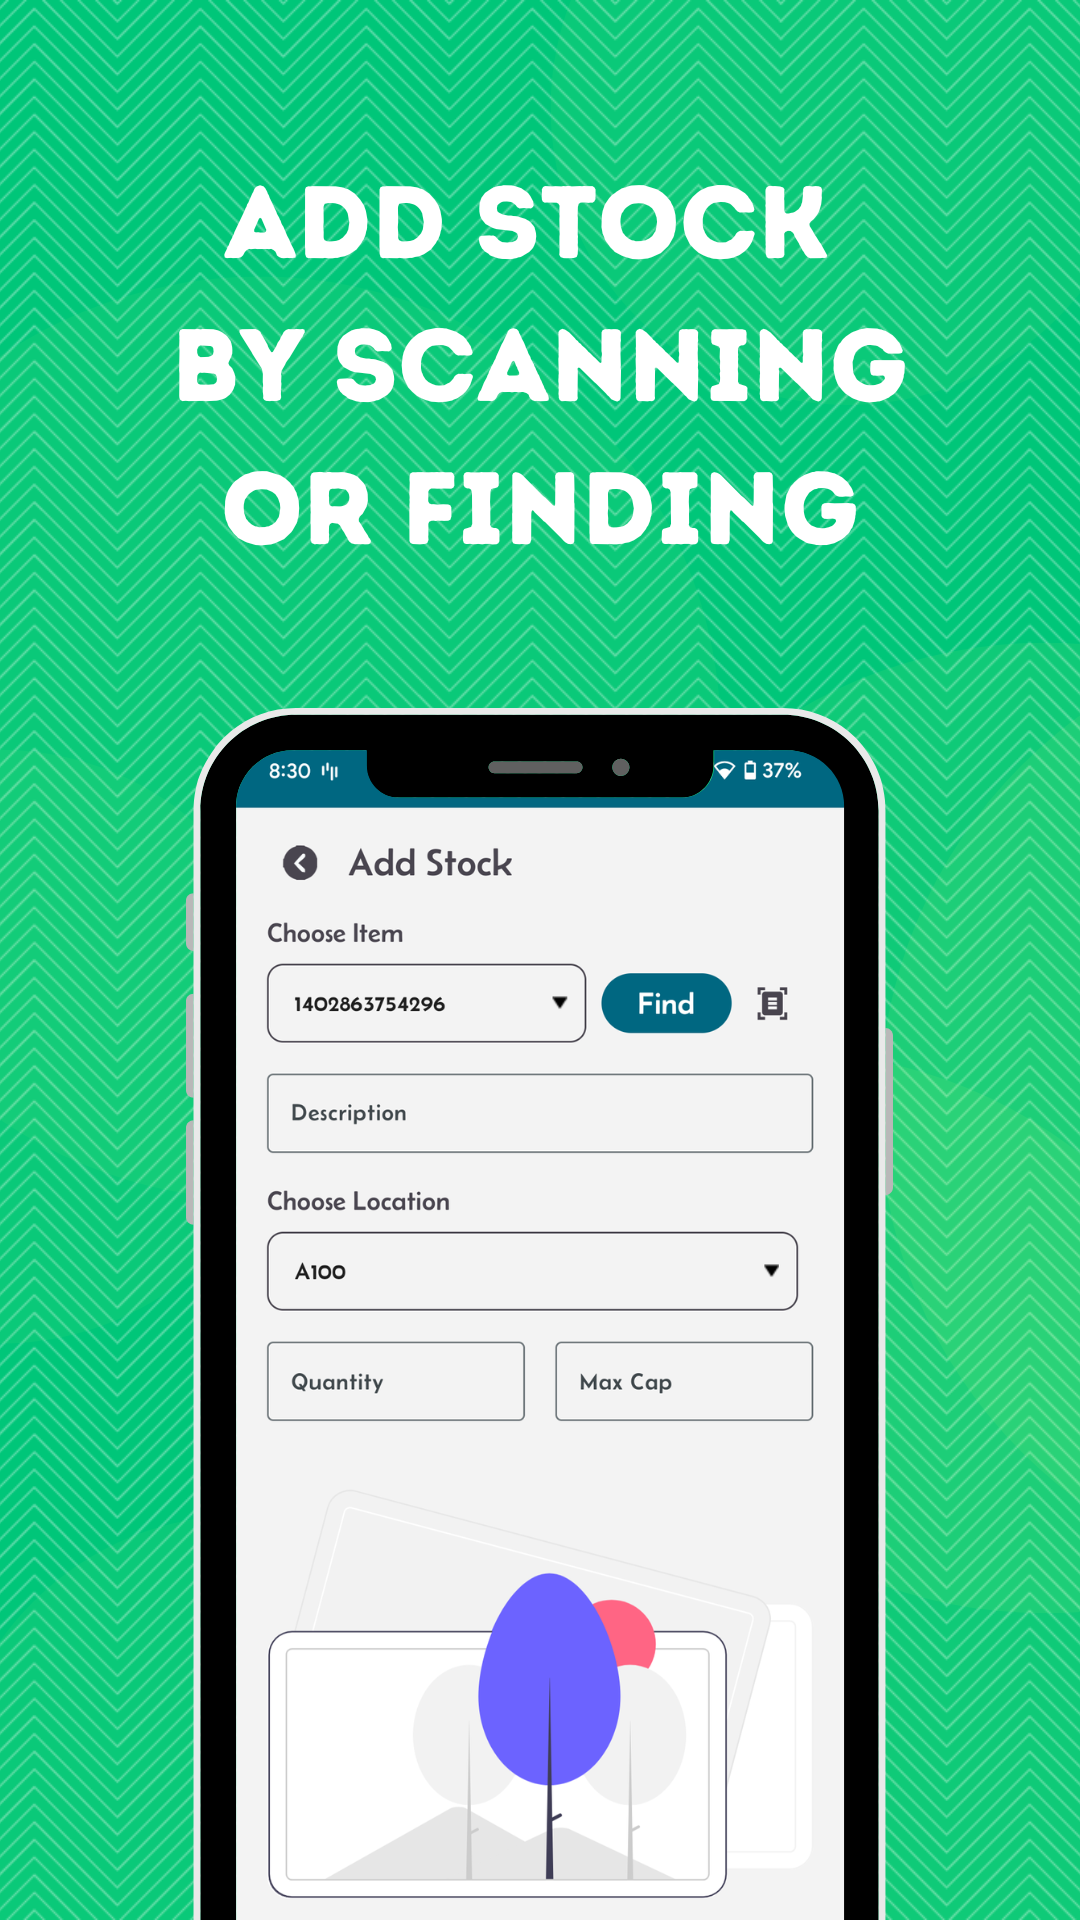 ADD STOCK
BY SCANNING
OR FINDING
8:30 37%
Add Stock
Choose Item
1402863754296 Find
Description
Choose Location
A100
Quantity Max Cap